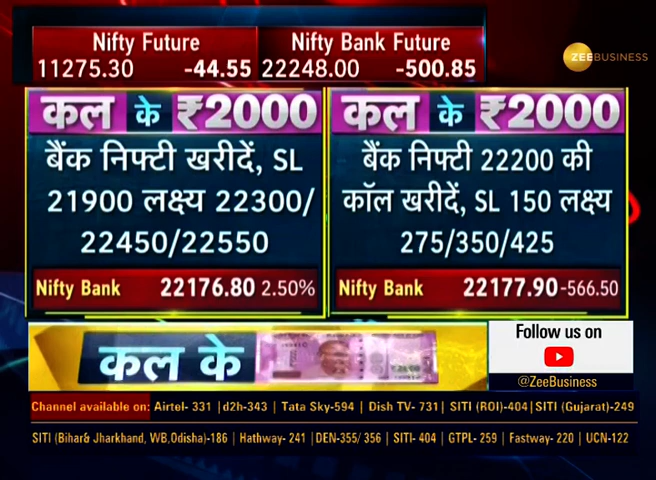 Nifty Future
11275.30 -44.55
Nifty Bank Future
22248.00 -500.85
ZEEBUSINESS
कल के ₹2000
बैंक निफ्टी खरीदें, SL
21900 लक्ष्य 22300/
22450/22550
Nifty Bank 22176.80 2.50%
कल के ₹2000
बैंक निफ्टी 22200 की
कॉल खरीदें, SL 150 लक्ष्य
275/350/425
Nifty Bank 22177.90 -566.50
कल के
Follow us on
@ZeeBusiness
Channel available on: Airtel- 331 | d2h-343 | Tata Sky-594 | Dish TV- 731| SITI (ROI)-404| SITI (Gujarat)-249
SITI (Bihar& Jharkhand, WB,Odisha)-186 | Hathway- 241 |DEN-355/ 356 | SITI- 404 | GTPL- 259 | Fastway- 220 | UCN-122